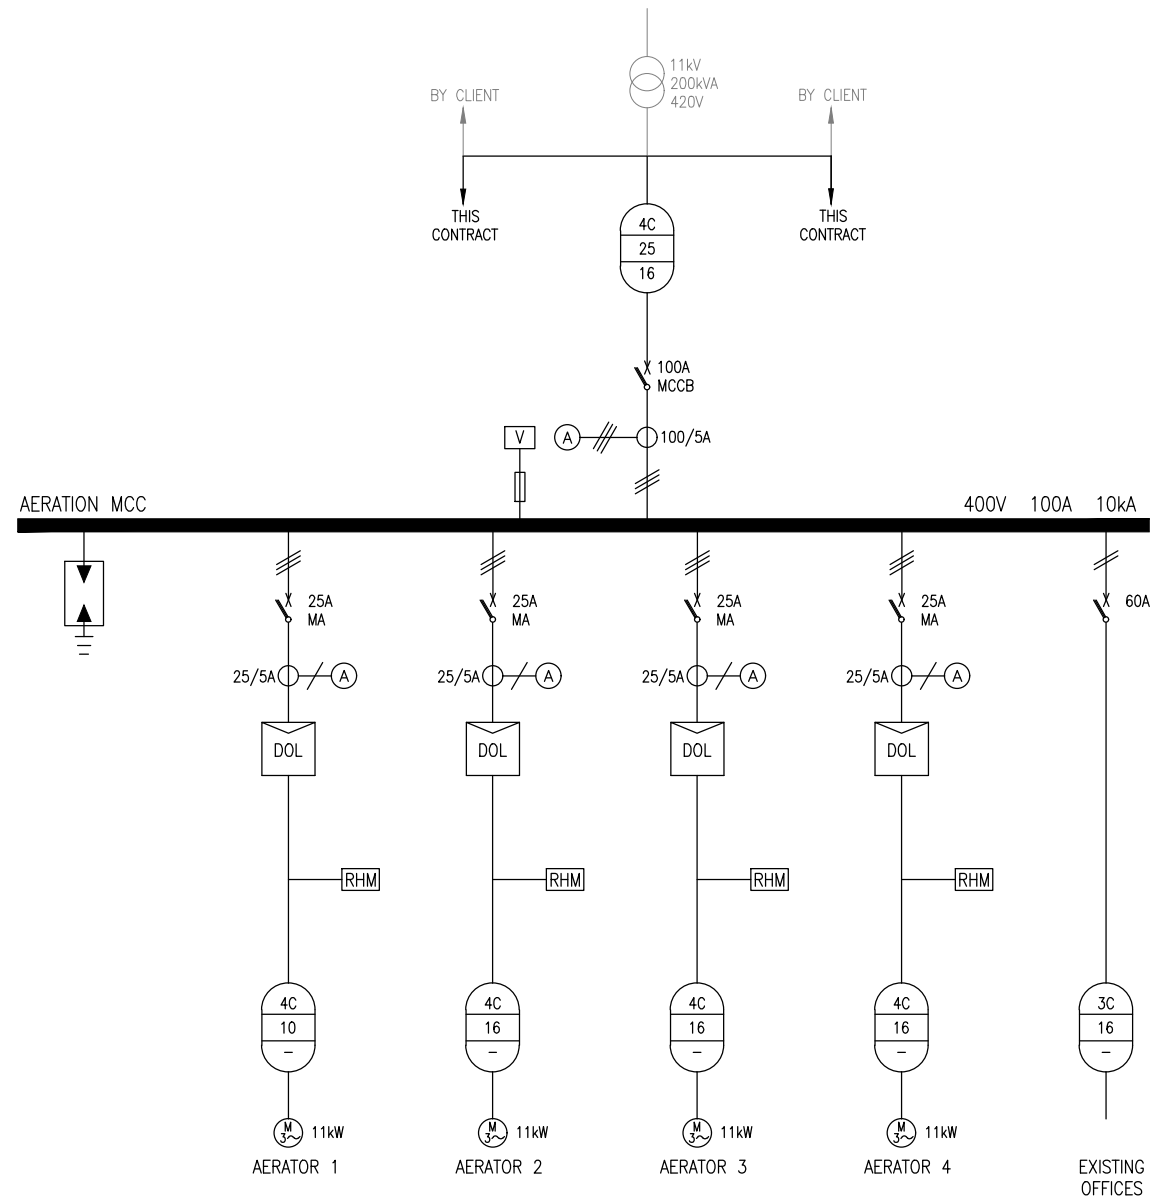 11kV
200kVA
420V
BY CLIENT
BY CLIENT
THIS
CONTRACT
THIS
CONTRACT
4C
25
16
100A
MCCB
V
A
100/5A
AERATION MCC
400V 100A 10kA
25A
MA
25A
MA
25A
MA
25A
MA
60A
25/5A
A
25/5A
A
25/5A
A
25/5A
A
DOL
DOL
DOL
DOL
RHM
RHM
RHM
RHM
4C
10
–
4C
16
–
4C
16
–
4C
16
–
3C
16
–
M
3~
11kW
M
3~
11kW
M
3~
11kW
M
3~
11kW
AERATOR 1
AERATOR 2
AERATOR 3
AERATOR 4
EXISTING
OFFICES